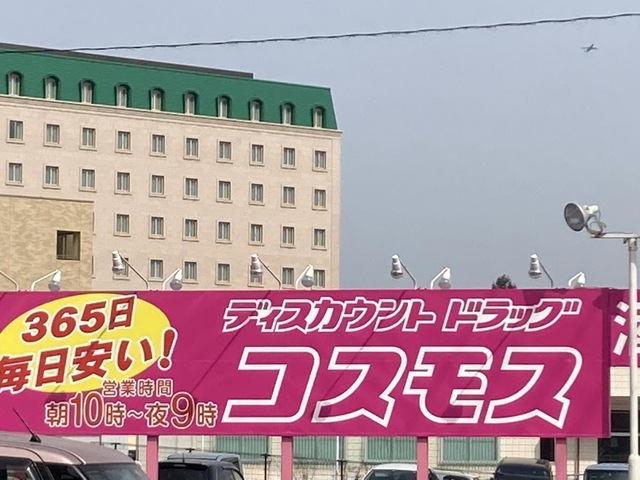 365日
毎日安い!
営業時間
朝10時~夜9時
ディスカウント ドラッグ
コスモス